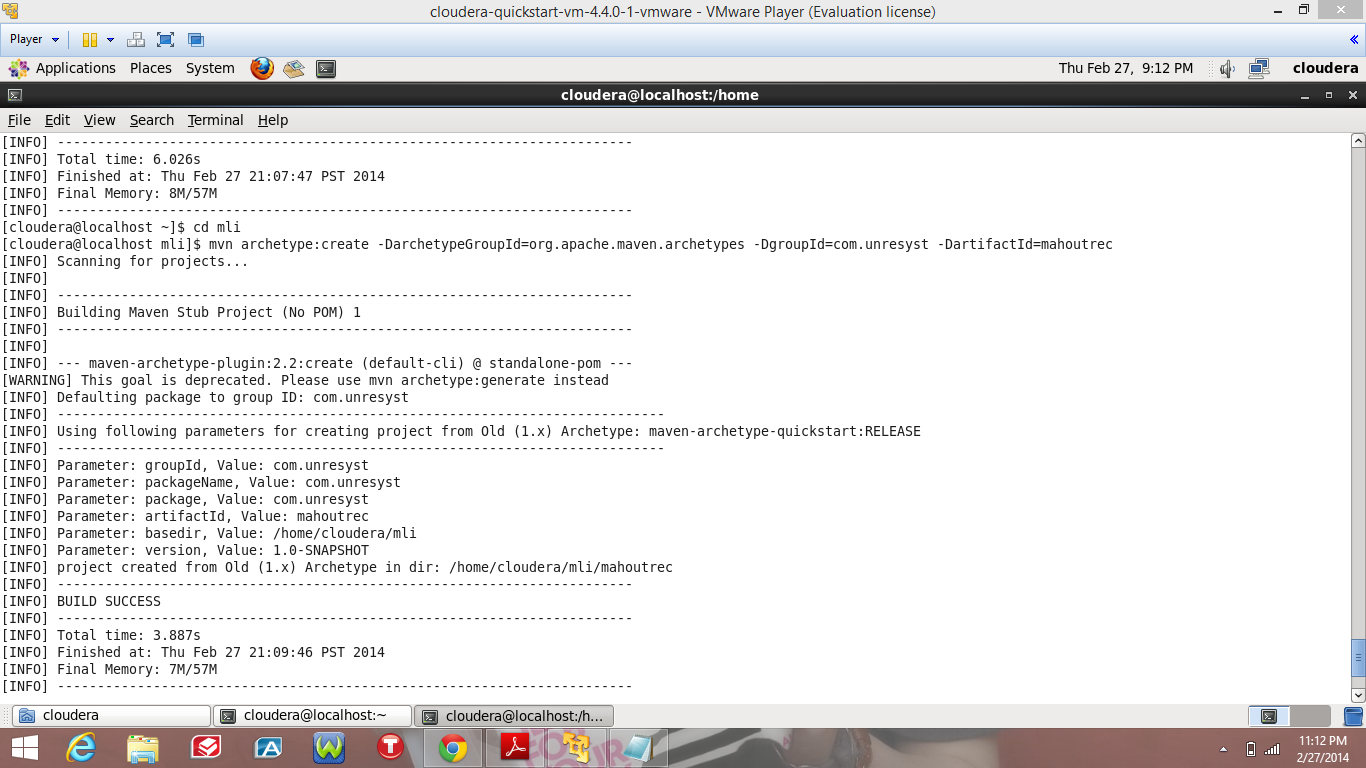 cloudera-quickstart-vm-4.4.0-1-vmware - VMware Player (Evaluation license)
Player
Applications Places System Thu Feb 27, 9:12 PM cloudera
cloudera@localhost:/home
File Edit View Search Terminal Help
[INFO] ------------------------------------------------------------------------
[INFO] Total time: 6.026s
[INFO] Finished at: Thu Feb 27 21:07:47 PST 2014
[INFO] Final Memory: 8M/57M
[INFO] ------------------------------------------------------------------------
[cloudera@localhost ~]$ cd mli
[cloudera@localhost mli]$ mvn archetype:create -DarchetypeGroupId=org.apache.maven.archetypes -DgroupId=com.unresyst -DartifactId=mahoutrec
[INFO] Scanning for projects...
[INFO]
[INFO] ------------------------------------------------------------------------
[INFO] Building Maven Stub Project (No POM) 1
[INFO] ------------------------------------------------------------------------
[INFO]
[INFO] --- maven-archetype-plugin:2.2:create (default-cli) @ standalone-pom ---
[WARNING] This goal is deprecated. Please use mvn archetype:generate instead
[INFO] Defaulting package to group ID: com.unresyst
[INFO] ----------------------------------------------------------------------------
[INFO] Using following parameters for creating project from Old (1.x) Archetype: maven-archetype-quickstart:RELEASE
[INFO] ----------------------------------------------------------------------------
[INFO] Parameter: groupId, Value: com.unresyst
[INFO] Parameter: packageName, Value: com.unresyst
[INFO] Parameter: package, Value: com.unresyst
[INFO] Parameter: artifactId, Value: mahoutrec
[INFO] Parameter: basedir, Value: /home/cloudera/mli
[INFO] Parameter: version, Value: 1.0-SNAPSHOT
[INFO] project created from Old (1.x) Archetype in dir: /home/cloudera/mli/mahoutrec
[INFO] ------------------------------------------------------------------------
[INFO] BUILD SUCCESS
[INFO] ------------------------------------------------------------------------
[INFO] Total time: 3.887s
[INFO] Finished at: Thu Feb 27 21:09:46 PST 2014
[INFO] Final Memory: 7M/57M
[INFO] ------------------------------------------------------------------------
cloudera cloudera@localhost:~ cloudera@localhost:/h...
11:12 PM
2/27/2014